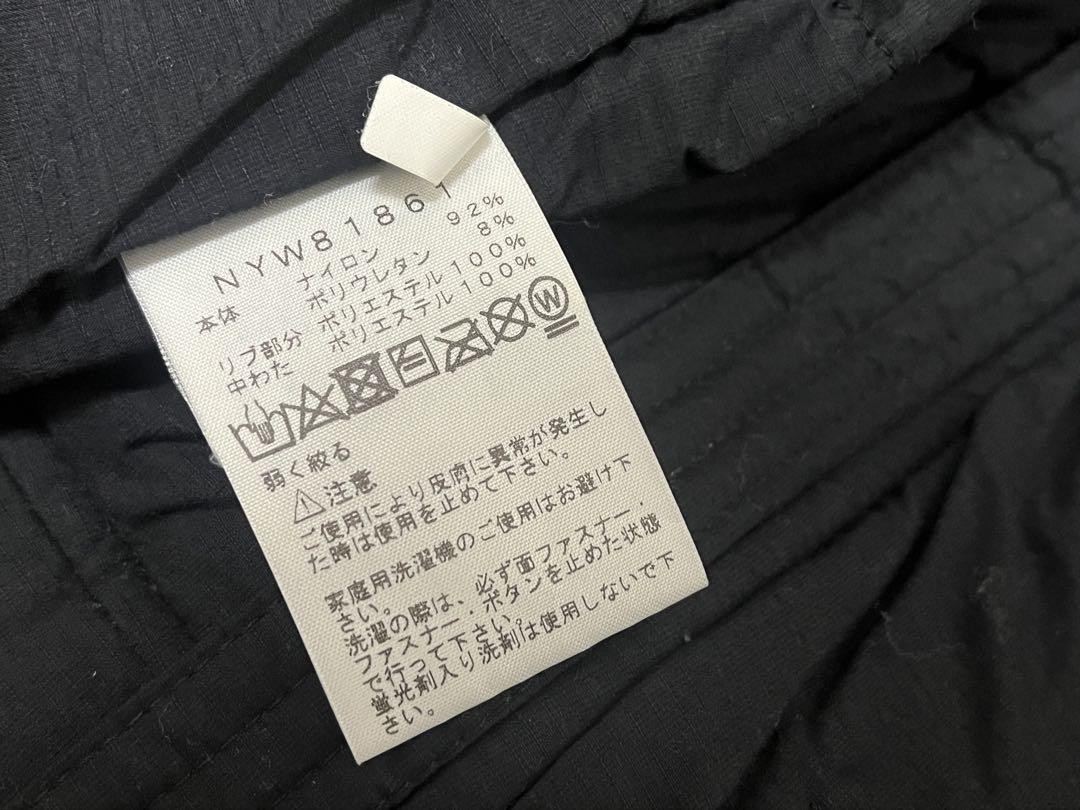 NYW81861
本体 ナイロン 92%
ポリウレタン 8%
リブ部分 ポリエステル 100%
中わた ポリエステル 100%
W
弱く絞る
注意
ご使用により皮膚に異常が発生し
た時は使用を止めて下さい。
家庭用洗濯機のご使用はお避け下
さい。
洗濯の際は、必ず面ファスナー・
ファスナー・ボタンを止めた状態
で行って下さい。
蛍光剤入り洗剤は使用しないで下
さい。